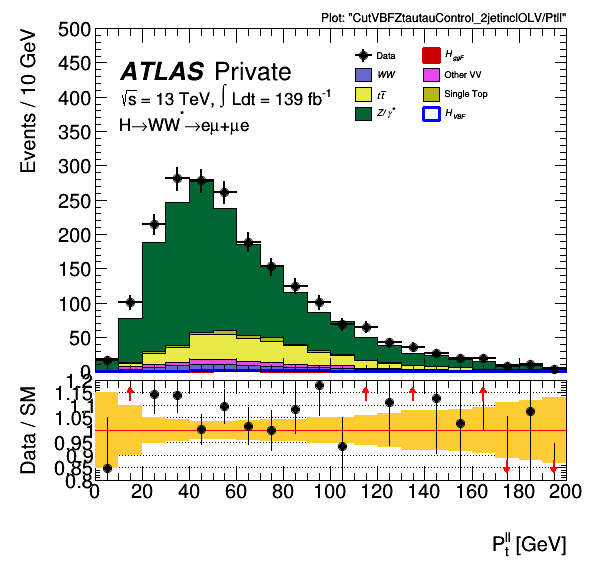 Plot: "CutVBFZtautauControl_2jetinclOLV/Ptll"
Events / 10 GeV
500
450
400
350
300
250
200
150
100
50
0
ATLAS Private
√s = 13 TeV, ∫ Ldt = 139 fb⁻¹
H→WW*→eμ+μe
Data
WW
tt̅
Z/γ*
H ggF
Other VV
Single Top
H VBF
Data / SM
1.2
1.15
1.1
1.05
1
0.95
0.9
0.85
0.8
0 20 40 60 80 100 120 140 160 180 200
P_t^ll [GeV]